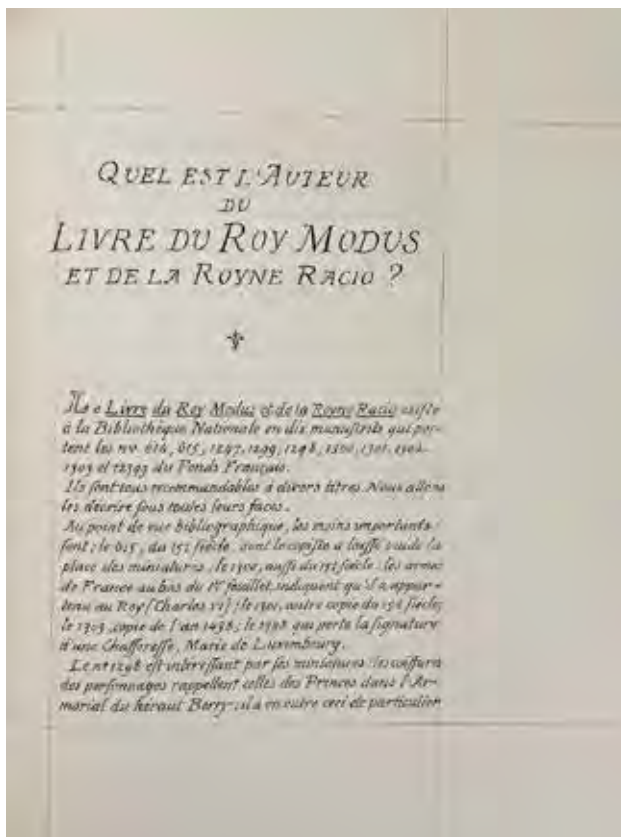 QUEL EST L'AUTEUR
DU
LIVRE DU ROY MODUS
ET DE LA ROYNE RACIO ?
Le Livre du Roy Modus et de la Royne Racio existe
à la Bibliothèque Nationale en dix manuscrits qui por-
tent les nos 614, 615, 1297, 1299, 1298, 1300, 1301, 1302,
1303 et 12399 du Fonds Français.
Ils sont tous recommandables à divers titres. Nous allons
les décrire sous toutes leurs faces.
Au point de vue bibliographique, les moins importants
sont : le 615, du 15e siècle, dont le copiste a laissé vuide la
place des miniatures ; le 1300, aussi du 15e siècle : les armes
de France au bas du 1er feuillet indiquent qu'il a appar-
tenu au Roy (Charles VI) ; le 1301, autre copie du 15e siècle;
le 1303, copie de l'an 1436; le qui porte la signature
d'une Chasseresse, Marie de Luxembourg.
Le no 1298 est intéressant par ses miniatures : les coiffures
des personnages rappellent celles des Princes dans l'Ar-
morial du héraut Berry ; il a en outre ceci de particulier